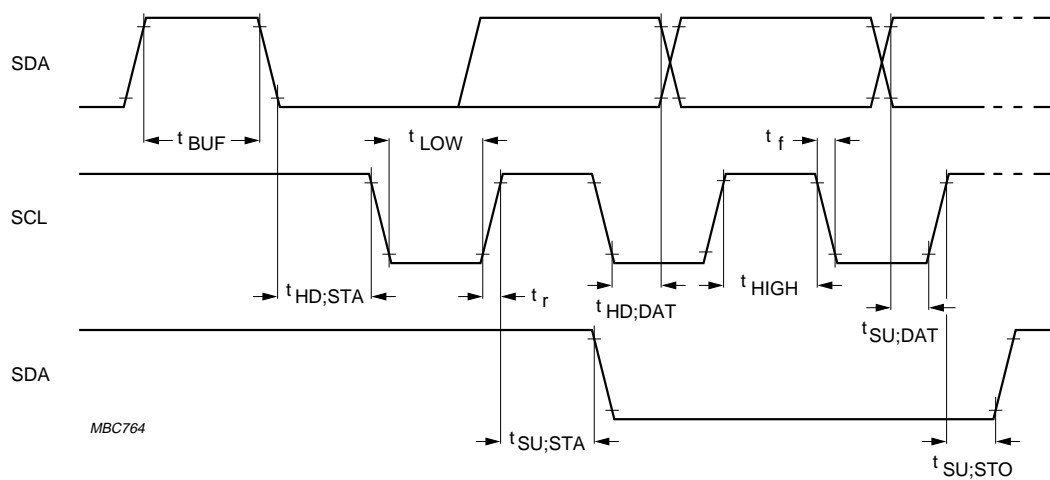 SDA
t BUF
t LOW
t f
SCL
t HD;STA
t r
t HD;DAT
t HIGH
t SU;DAT
SDA
MBC764
t SU;STA
t SU;STO